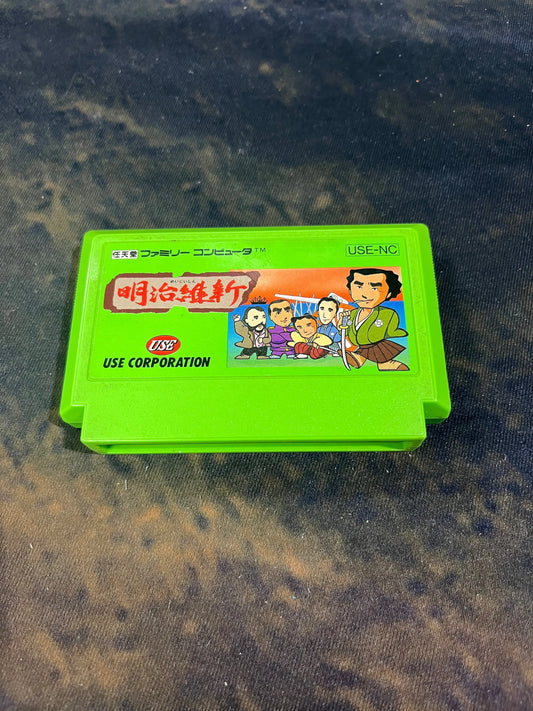 任天堂 ファミリー コンピュータ™
USE-NC
めいじいしん
明治維新
USE
USE CORPORATION